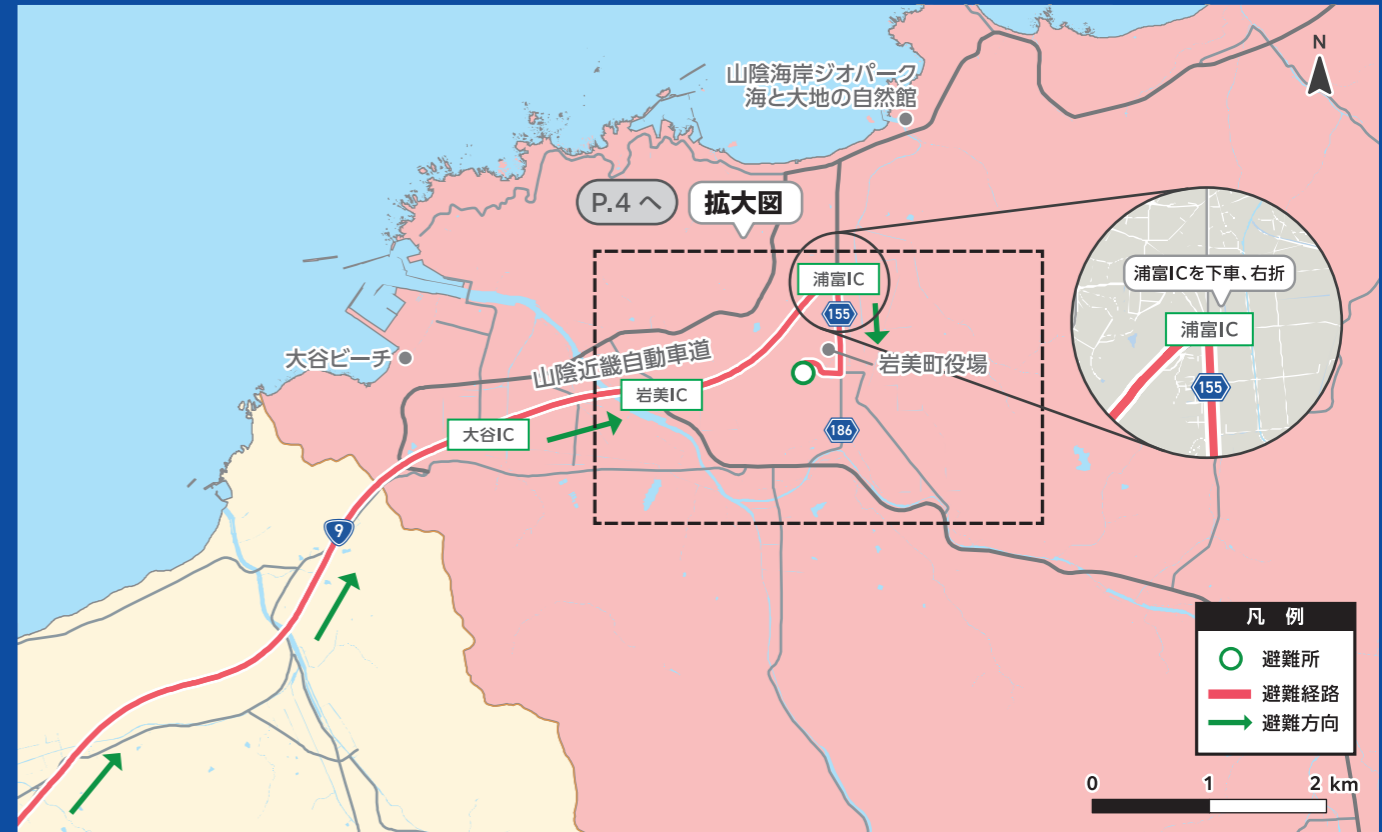 N
山陰海岸ジオパーク
海と大地の自然館
P.4 へ
拡大図
浦富IC
浦富ICを下車、右折
浦富IC
155
155
大谷ビーチ
山陰近畿自動車道
岩美町役場
岩美IC
大谷IC
186
9
凡 例
避難所
避難経路
避難方向
0 1 2 km